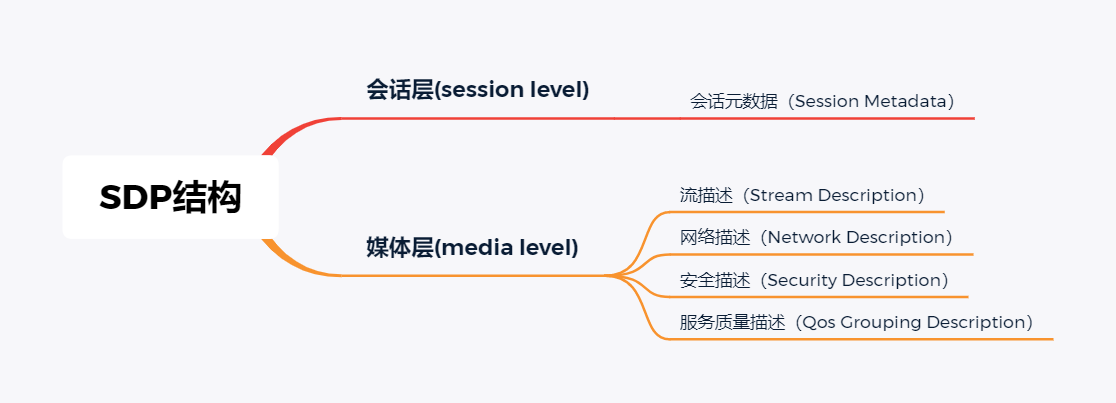 SDP结构
会话层(session level)
会话元数据（Session Metadata）
媒体层(media level)
流描述（Stream Description）
网络描述（Network Description）
安全描述（Security Description）
服务质量描述（Qos Grouping Description）